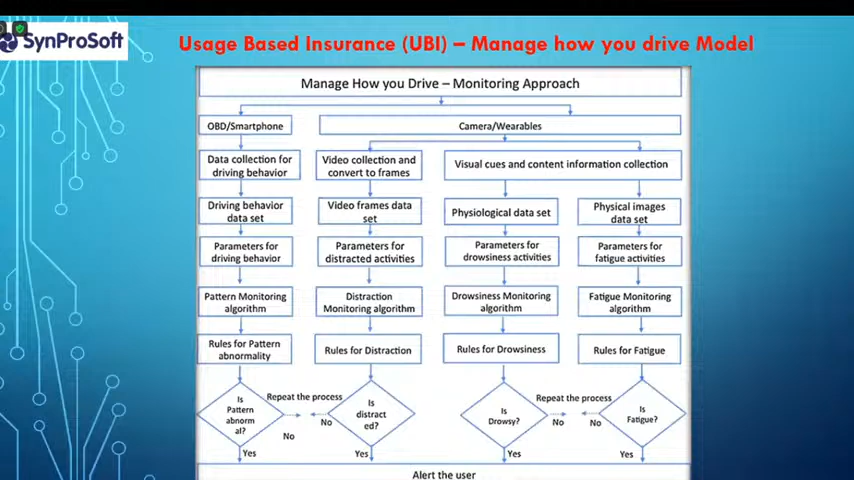 SynProSoft
Usage Based Insurance (UBI) – Manage how you drive Model
Manage How you Drive – Monitoring Approach
OBD/Smartphone
Camera/Wearables
Data collection for
driving behavior
Video collection and
convert to frames
Visual cues and content information collection
Driving behavior
data set
Video frames data
set
Physiological data set
Physical images
data set
Parameters for
driving behavior
Parameters for
distracted activities
Parameters for
drowsiness activities
Parameters for
fatigue activities
Pattern Monitoring
algorithm
Distraction
Monitoring algorithm
Drowsiness Monitoring
algorithm
Fatigue Monitoring
algorithm
Rules for Pattern
abnormality
Rules for Distraction
Rules for Drowsiness
Rules for Fatigue
Is
Pattern
abnorm
al?
Repeat the process
No
No
Is
distract
ed?
Is
Drowsy?
Repeat the process
No
No
Is
Fatigue?
Yes
Yes
Yes
Yes
Alert the user